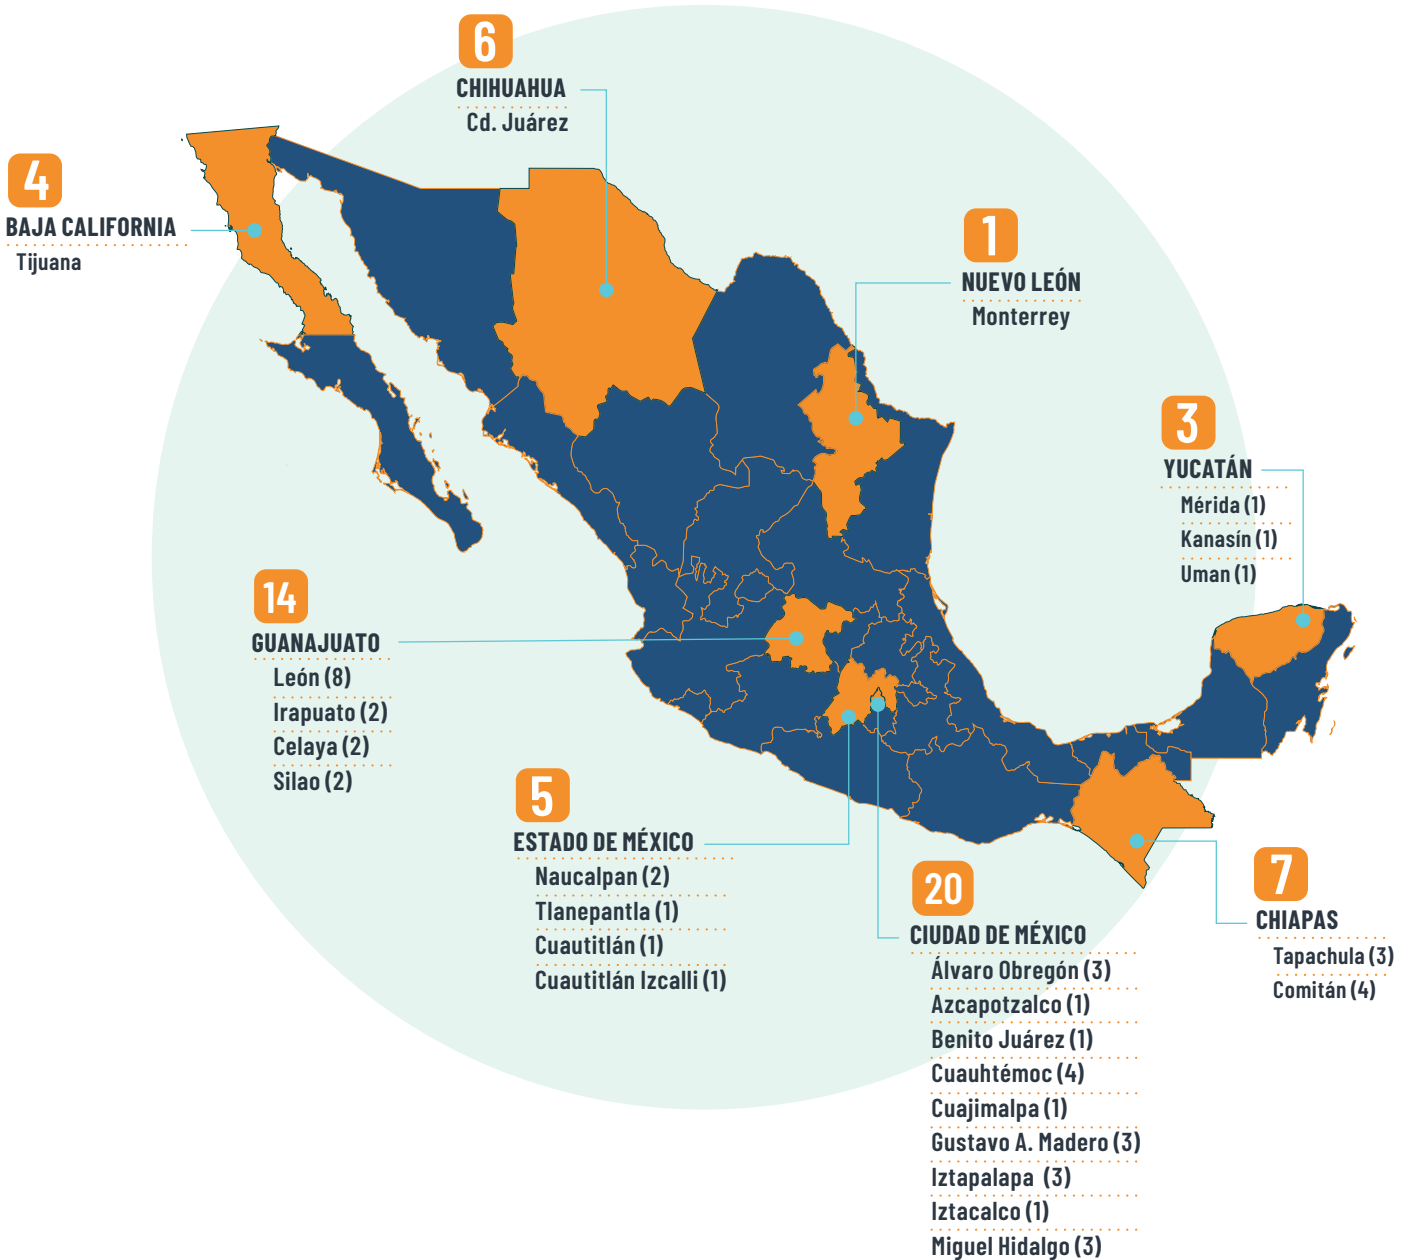 6
CHIHUAHUA
Cd. Juárez
4
BAJA CALIFORNIA
Tijuana
1
NUEVO LEÓN
Monterrey
3
YUCATÁN
Mérida (1)
Kanasín (1)
Uman (1)
14
GUANAJUATO
León (8)
Irapuato (2)
Celaya (2)
Silao (2)
5
ESTADO DE MÉXICO
Naucalpan (2)
Tlanepantla (1)
Cuautitlán (1)
Cuautitlán Izcalli (1)
20
CIUDAD DE MÉXICO
Álvaro Obregón (3)
Azcapotzalco (1)
Benito Juárez (1)
Cuauhtémoc (4)
Cuajimalpa (1)
Gustavo A. Madero (3)
Iztapalapa (3)
Iztacalco (1)
Miguel Hidalgo (3)
7
CHIAPAS
Tapachula (3)
Comitán (4)